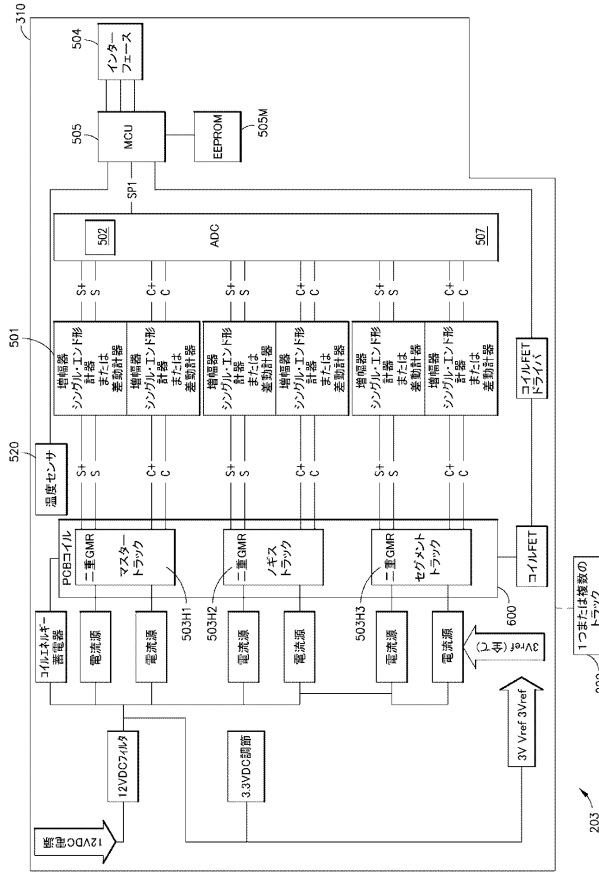 310
12VDC電源
12VDCフィルタ
3.3VDC調節
3V Vref 3Vref
3Vref(全て)
コイルエネルギー
蓄電器
電流源
電流源
電流源
電流源
電流源
電流源
PCBコイル
二重GMR
マスター
トラック
503H1
二重GMR
ノギス
トラック
503H2
二重GMR
セグメント
トラック
503H3
600
コイルFET
コイルFET
ドライバ
520
温度センサ
S+
S
C+
C
S+
S
C+
C
S+
S
C+
C
501
増幅器
シングル・エンド形
計器
または
差動計器
増幅器
シングル・エンド形
計器
または
差動計器
増幅器
シングル・エンド形
計器
または
差動計器
増幅器
シングル・エンド形
計器
または
差動計器
増幅器
シングル・エンド形
計器
または
差動計器
増幅器
シングル・エンド形
計器
または
差動計器
S+
S
C+
C
S+
S
C+
C
S+
S
C+
C
502
ADC
507
SP1
505
MCU
EEPROM
505M
504
インター
フェース
203
1つまたは複数の
トラック